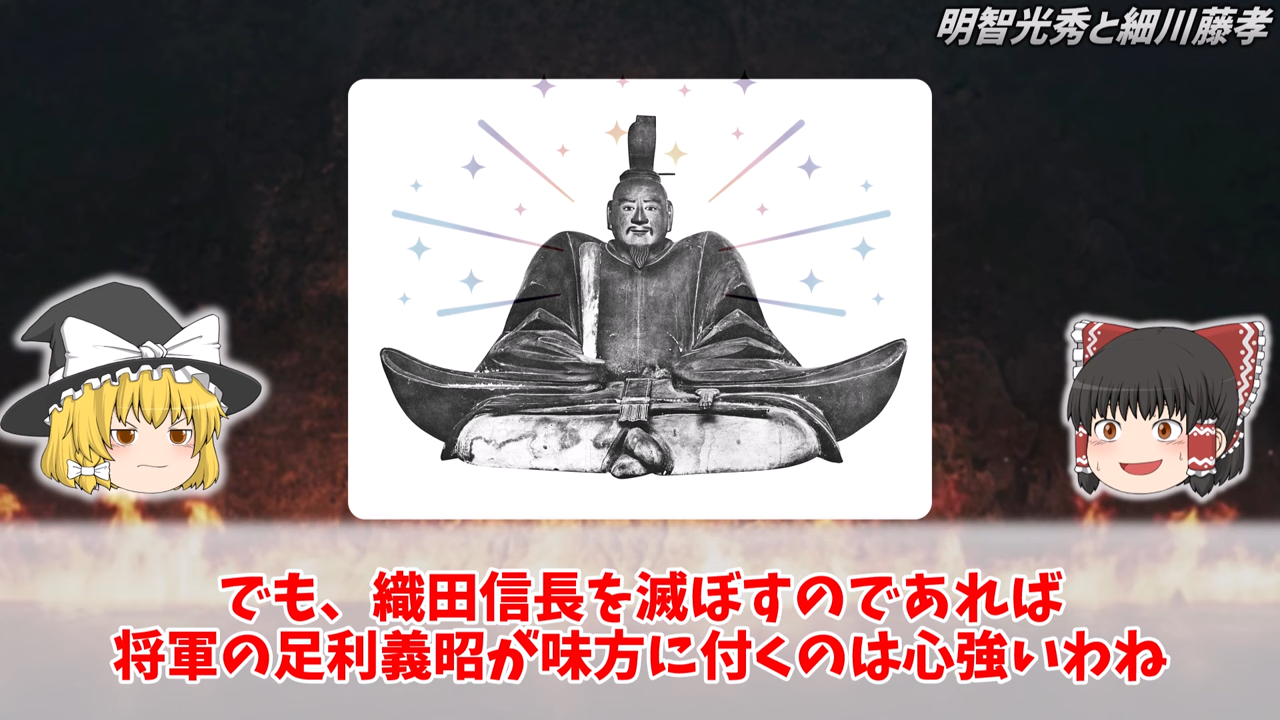 明智光秀と細川藤孝
でも、織田信長を滅ぼすのであれば
将軍の足利義昭が味方に付くのは心強いわね